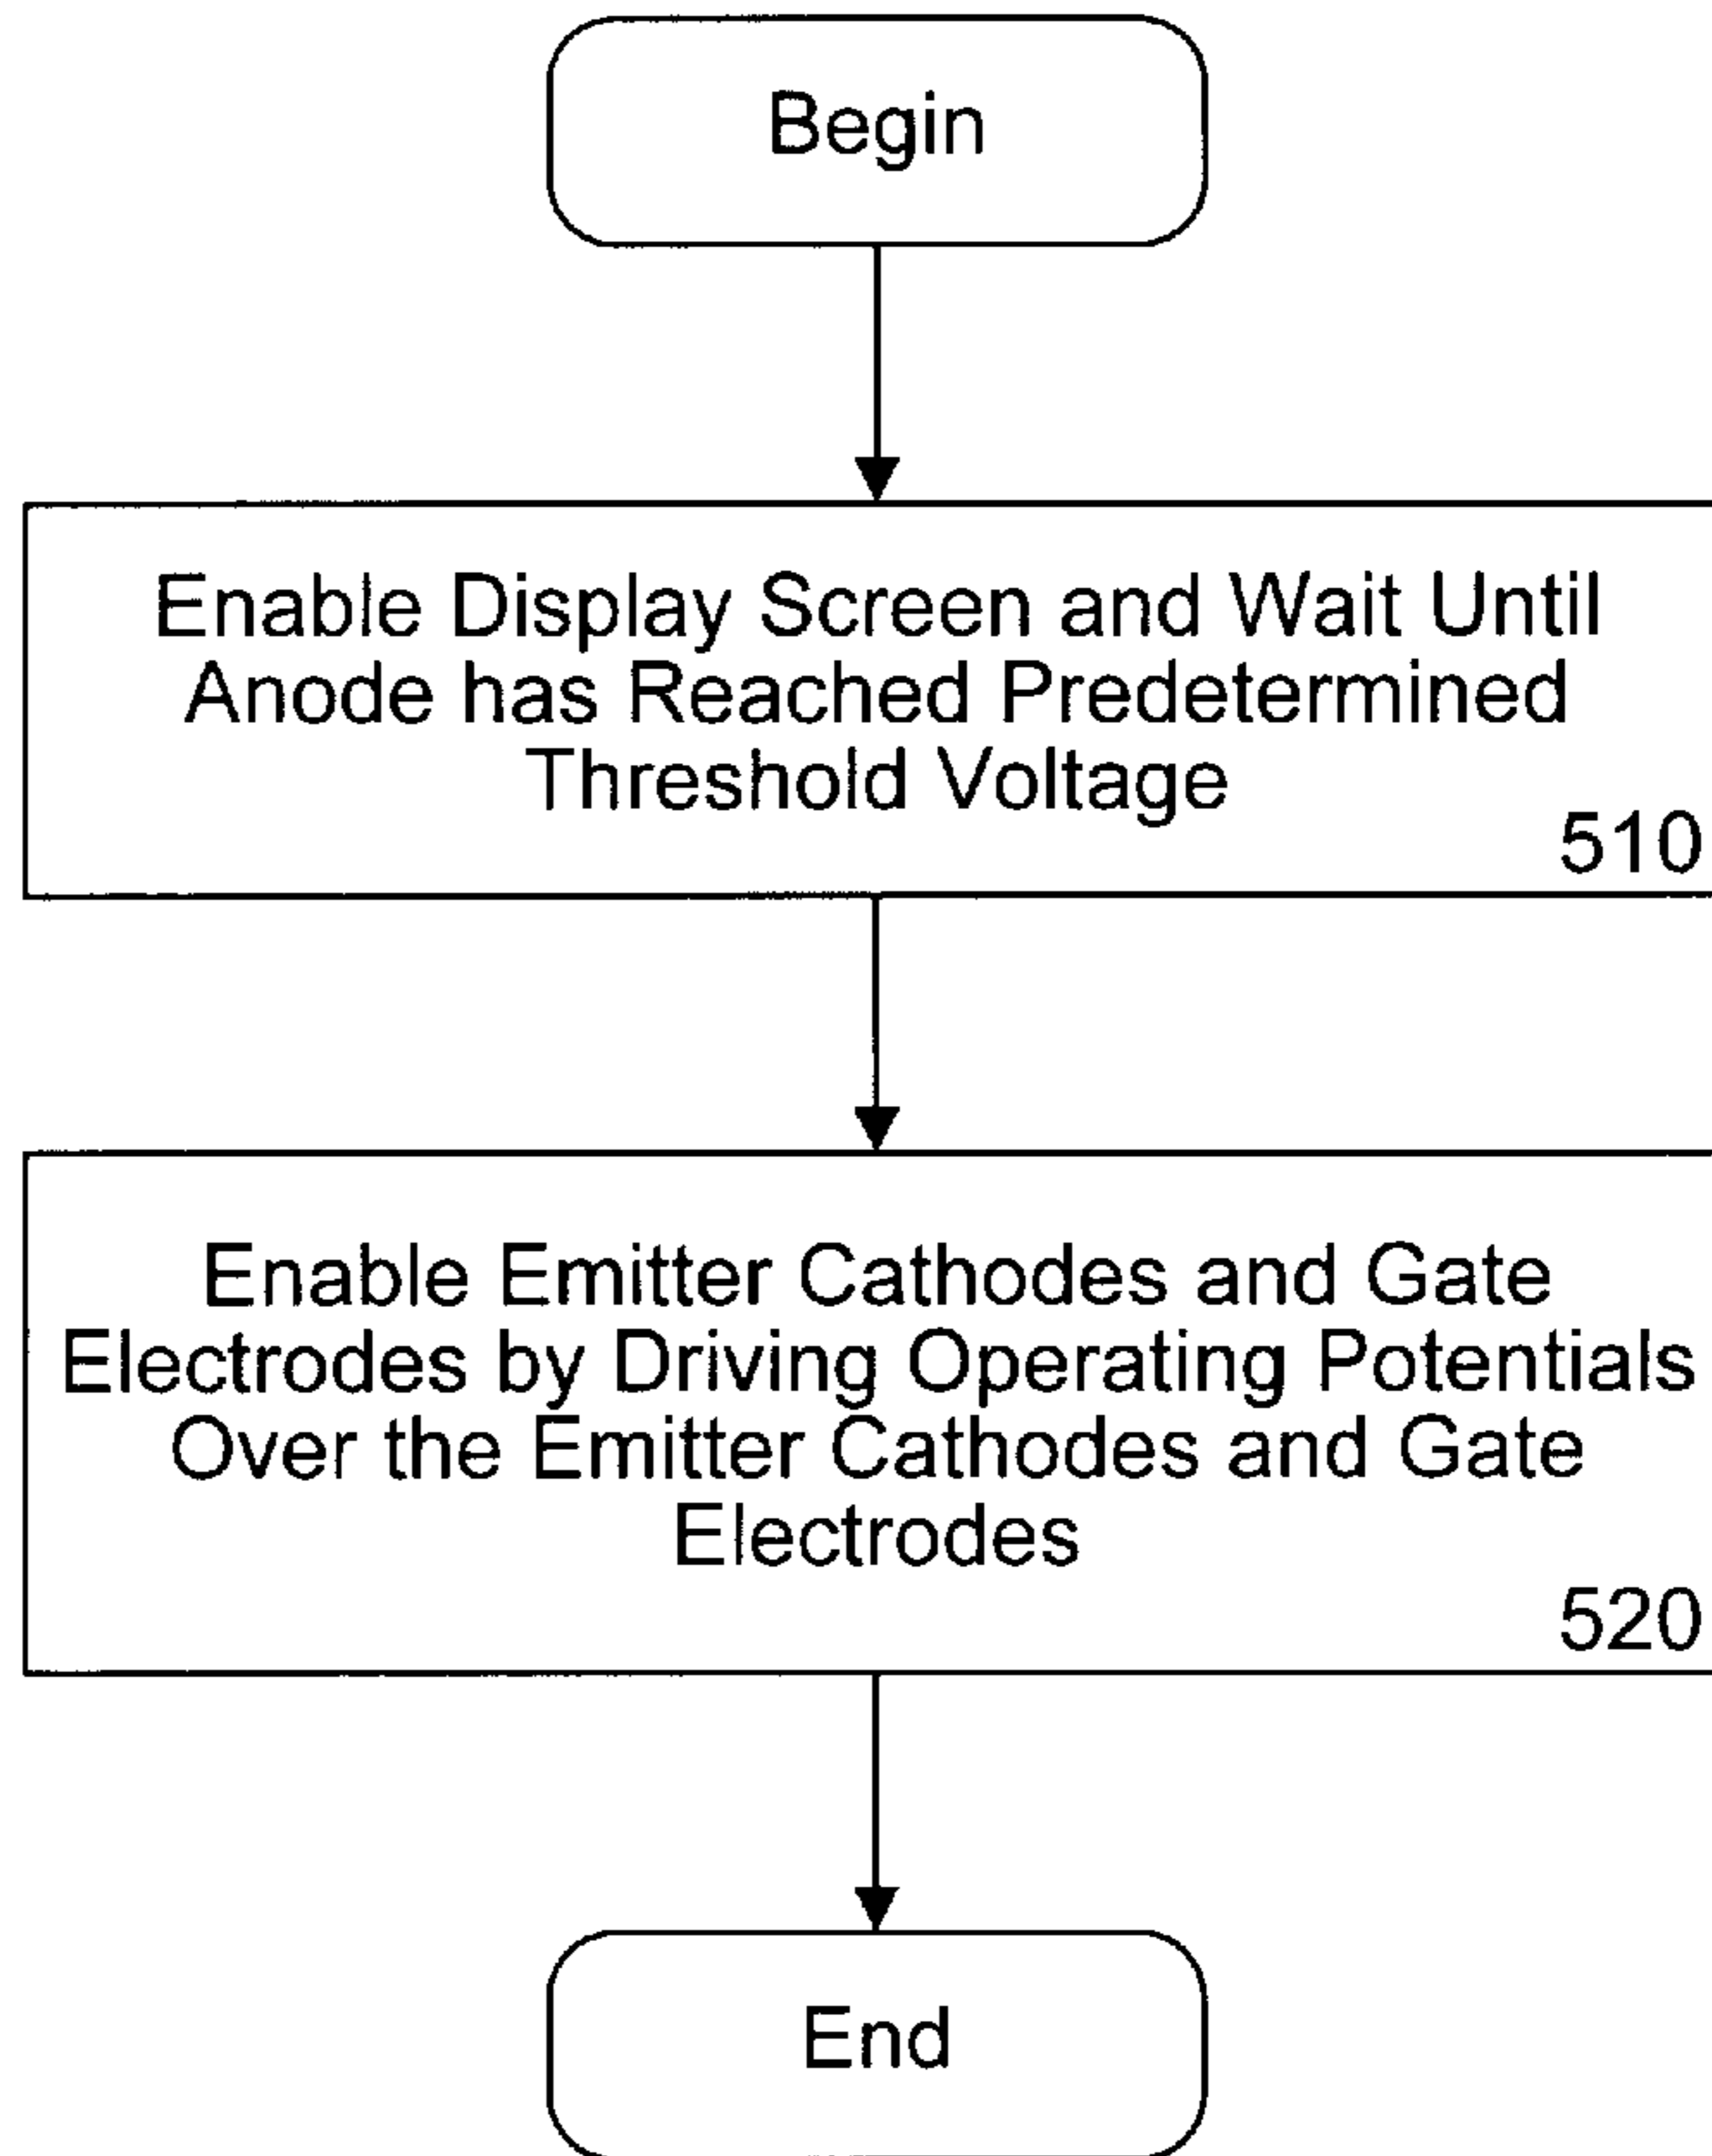 Begin
Enable Display Screen and Wait Until
Anode has Reached Predetermined
Threshold Voltage
510
Enable Emitter Cathodes and Gate
Electrodes by Driving Operating Potentials
Over the Emitter Cathodes and Gate
Electrodes
520
End